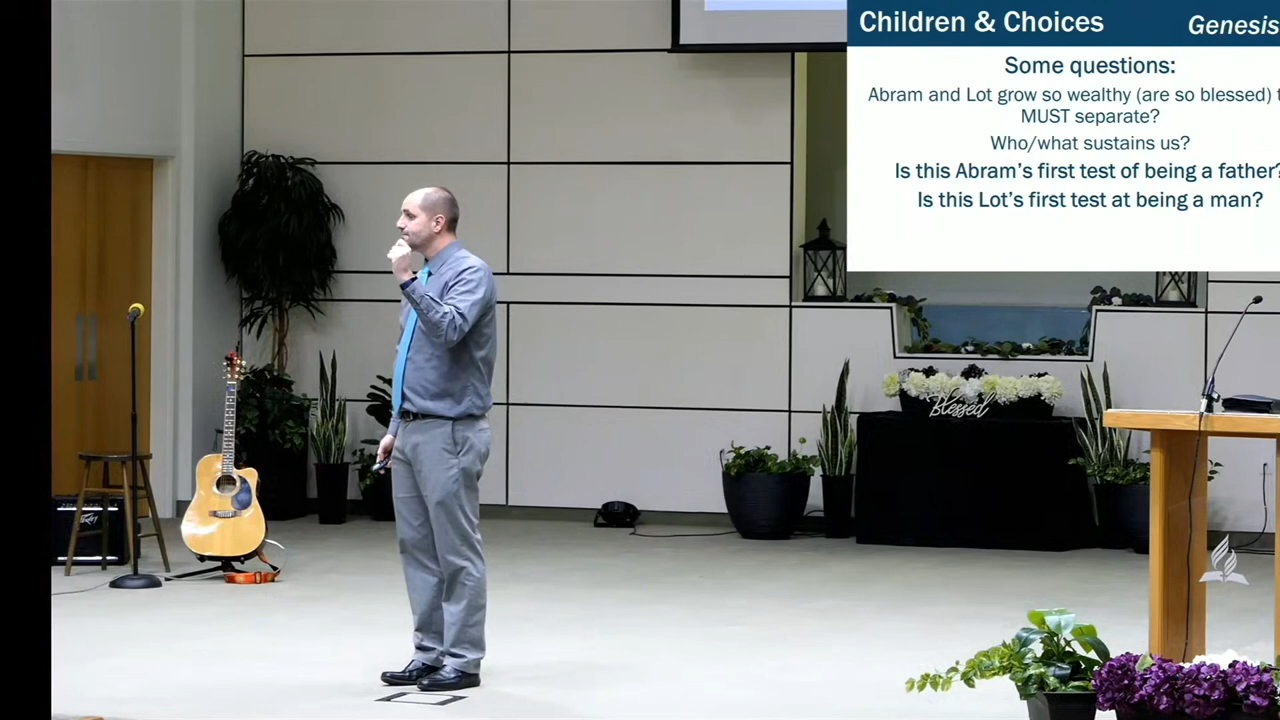 Children & Choices Genesis
Some questions:
Abram and Lot grow so wealthy (are so blessed)
MUST separate?
Who/what sustains us?
Is this Abram's first test of being a father?
Is this Lot's first test at being a man?
Blessed
PEAVEY